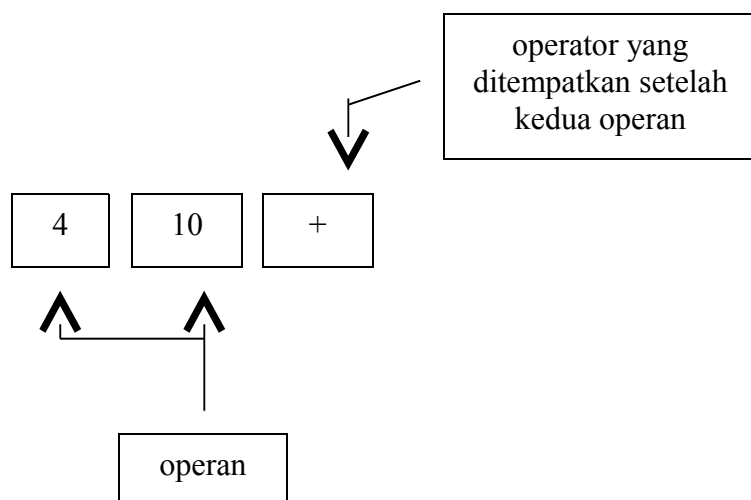 operator yang
ditempatkan setelah
kedua operan
4 10 +
operan